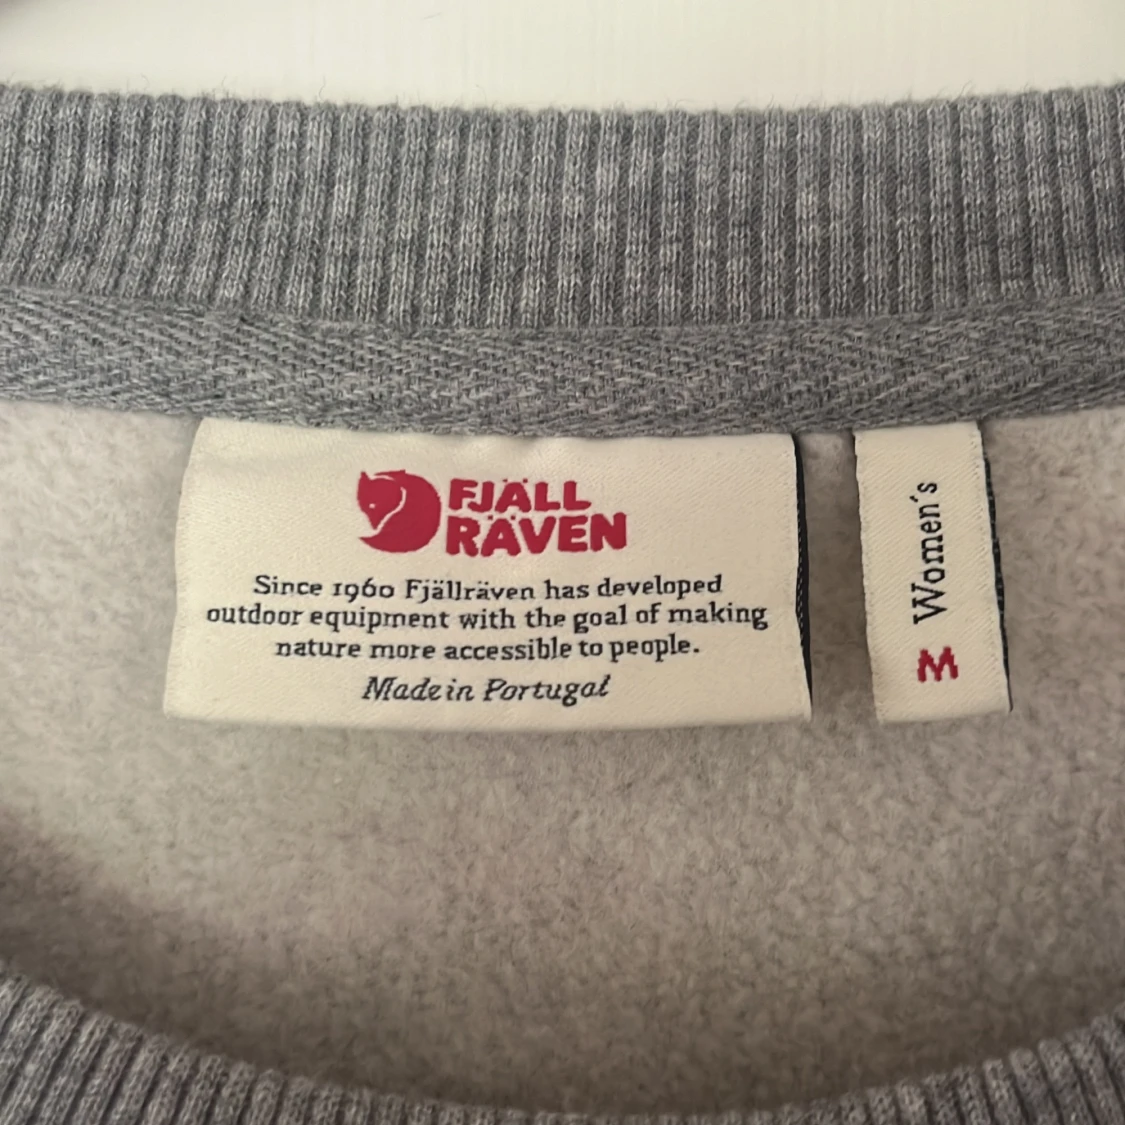 FJÄLL
RÄVEN
Since 1960 Fjällräven has developed
outdoor equipment with the goal of making
nature more accessible to people.
Made in Portugal
M Women's